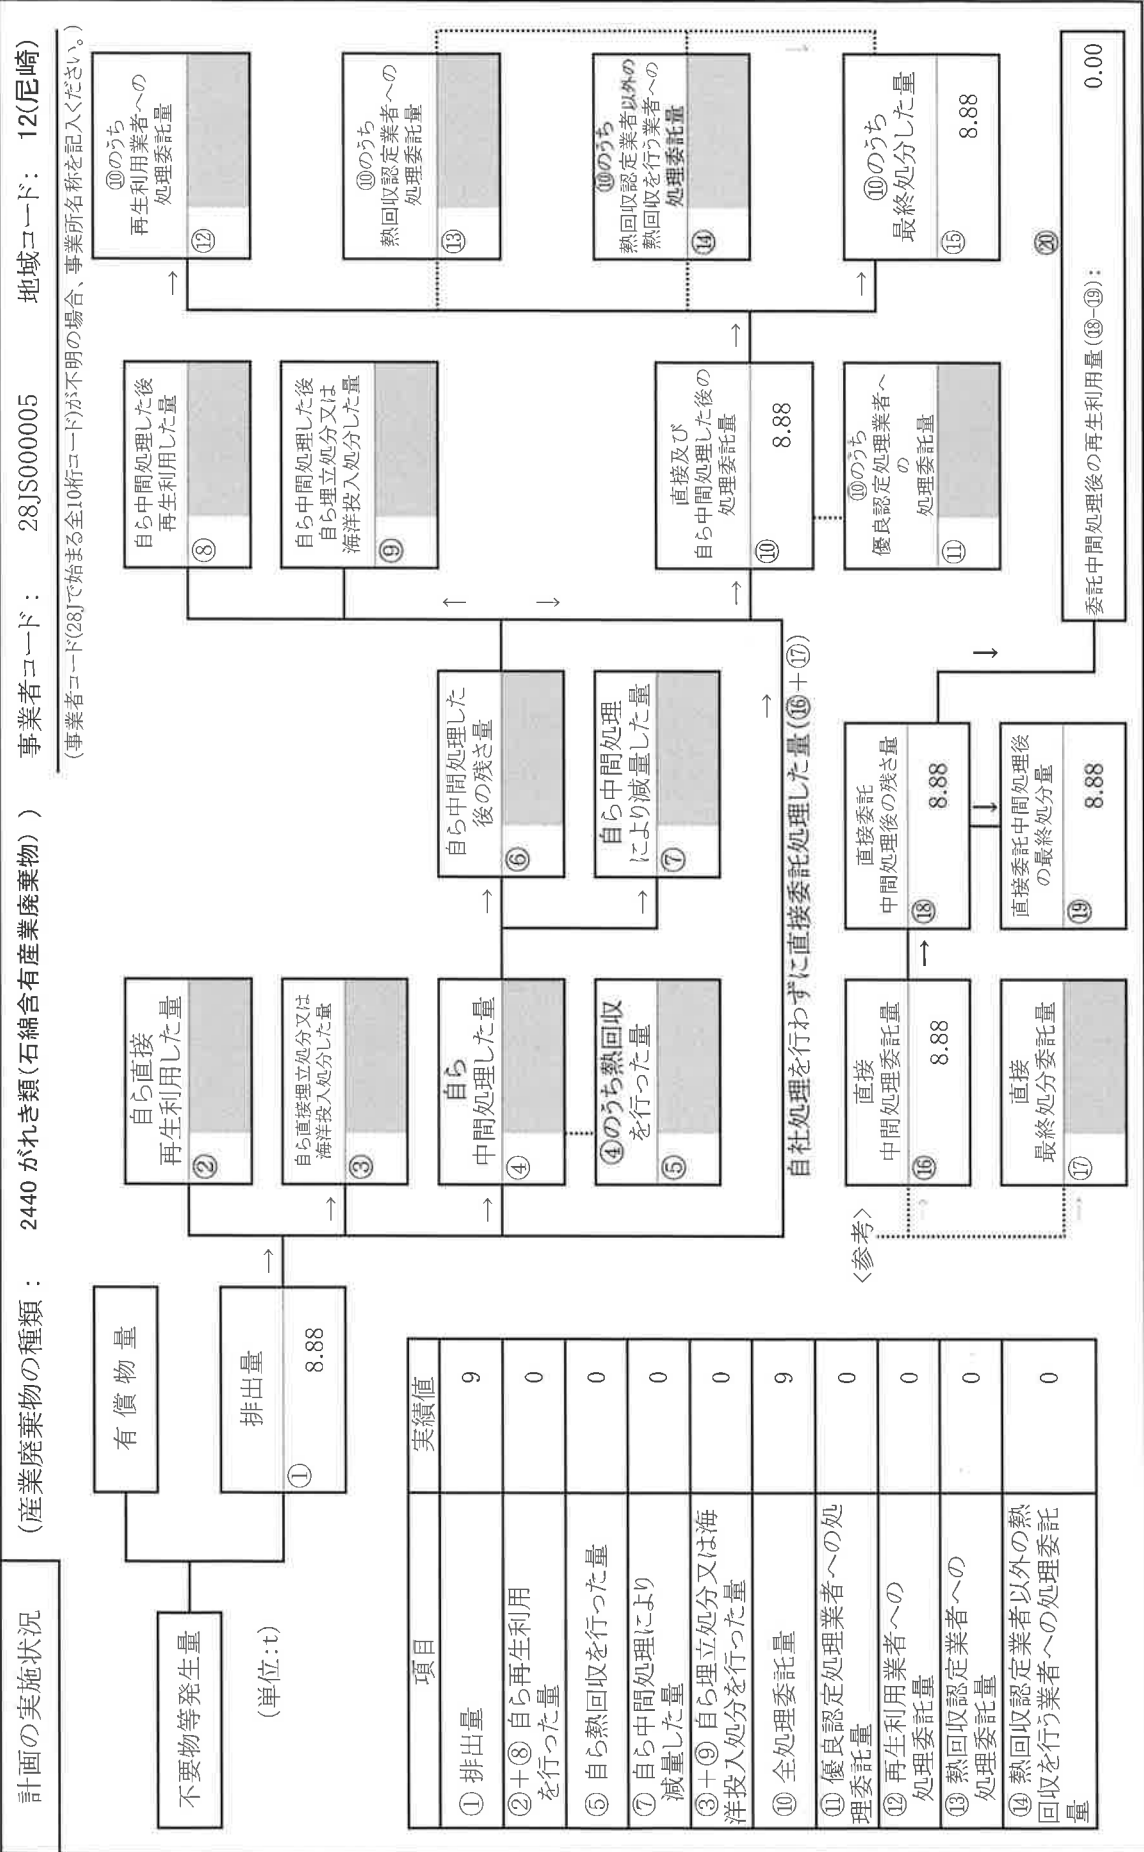 計画の実施状況
(産業廃棄物の種類： 2440 がれき類(石綿含有産業廃棄物) )
事業者コード： 28JS000005 地域コード： 12(尼崎)
(事業者コード(28Jで始まる全10桁コード)が不明の場合、事業所名称を記入ください。)
不要物等発生量
(単位:t)
有償物量
排出量
① 8.88
→
自ら直接
再生利用した量
②
自ら直接埋立処分又は
海洋投入処分した量
→ ③
自ら
中間処理した量
→ ④
④のうち熱回収
を行った量
⑤
自ら中間処理した
後の残さ量
→ ⑥
自ら中間処理
により減量した量
→ ⑦
自ら中間処理した後
再生利用した量
⑧
自ら中間処理した後
自ら埋立処分又は
海洋投入処分した量
⑨
↑
↓
直接及び
自ら中間処理した後の
処理委託量
→ ⑩ 8.88 →
⑩のうち
優良認定処理業者へ
の
処理委託量
⑪
⑩のうち
再生利用業者への
処理委託量
→ ⑫
⑩のうち
熱回収認定業者への
処理委託量
⑬
⑩のうち
熱回収認定業者以外の
熱回収を行う業者への
処理委託量
⑭
⑩のうち
最終処分した量
→ ⑮ 8.88
→
自社処理を行わずに直接委託処理した量(⑯+⑰)
<参考>
直接
中間処理委託量
→ ⑯ 8.88 →
直接
最終処分委託量
→ ⑰
直接委託
中間処理後の残さ量
⑱ 8.88
↓
直接委託中間処理後
の最終処分量
⑲ 8.88
↓
⑳
委託中間処理後の再生利用量(⑱-⑲)： 0.00
項目 実績値
① 排出量 9
②+⑧ 自ら再生利用
を行った量 0
⑤ 自ら熱回収を行った量 0
⑦ 自ら中間処理により
減量した量 0
③+⑨ 自ら埋立処分又は海
洋投入処分を行った量 0
⑩ 全処理委託量 9
⑪ 優良認定処理業者への処
理委託量 0
⑫ 再生利用業者への
処理委託量 0
⑬ 熱回収認定業者への
処理委託量 0
⑭ 熱回収認定業者以外の熱
回収を行う業者への処理委託
量 0